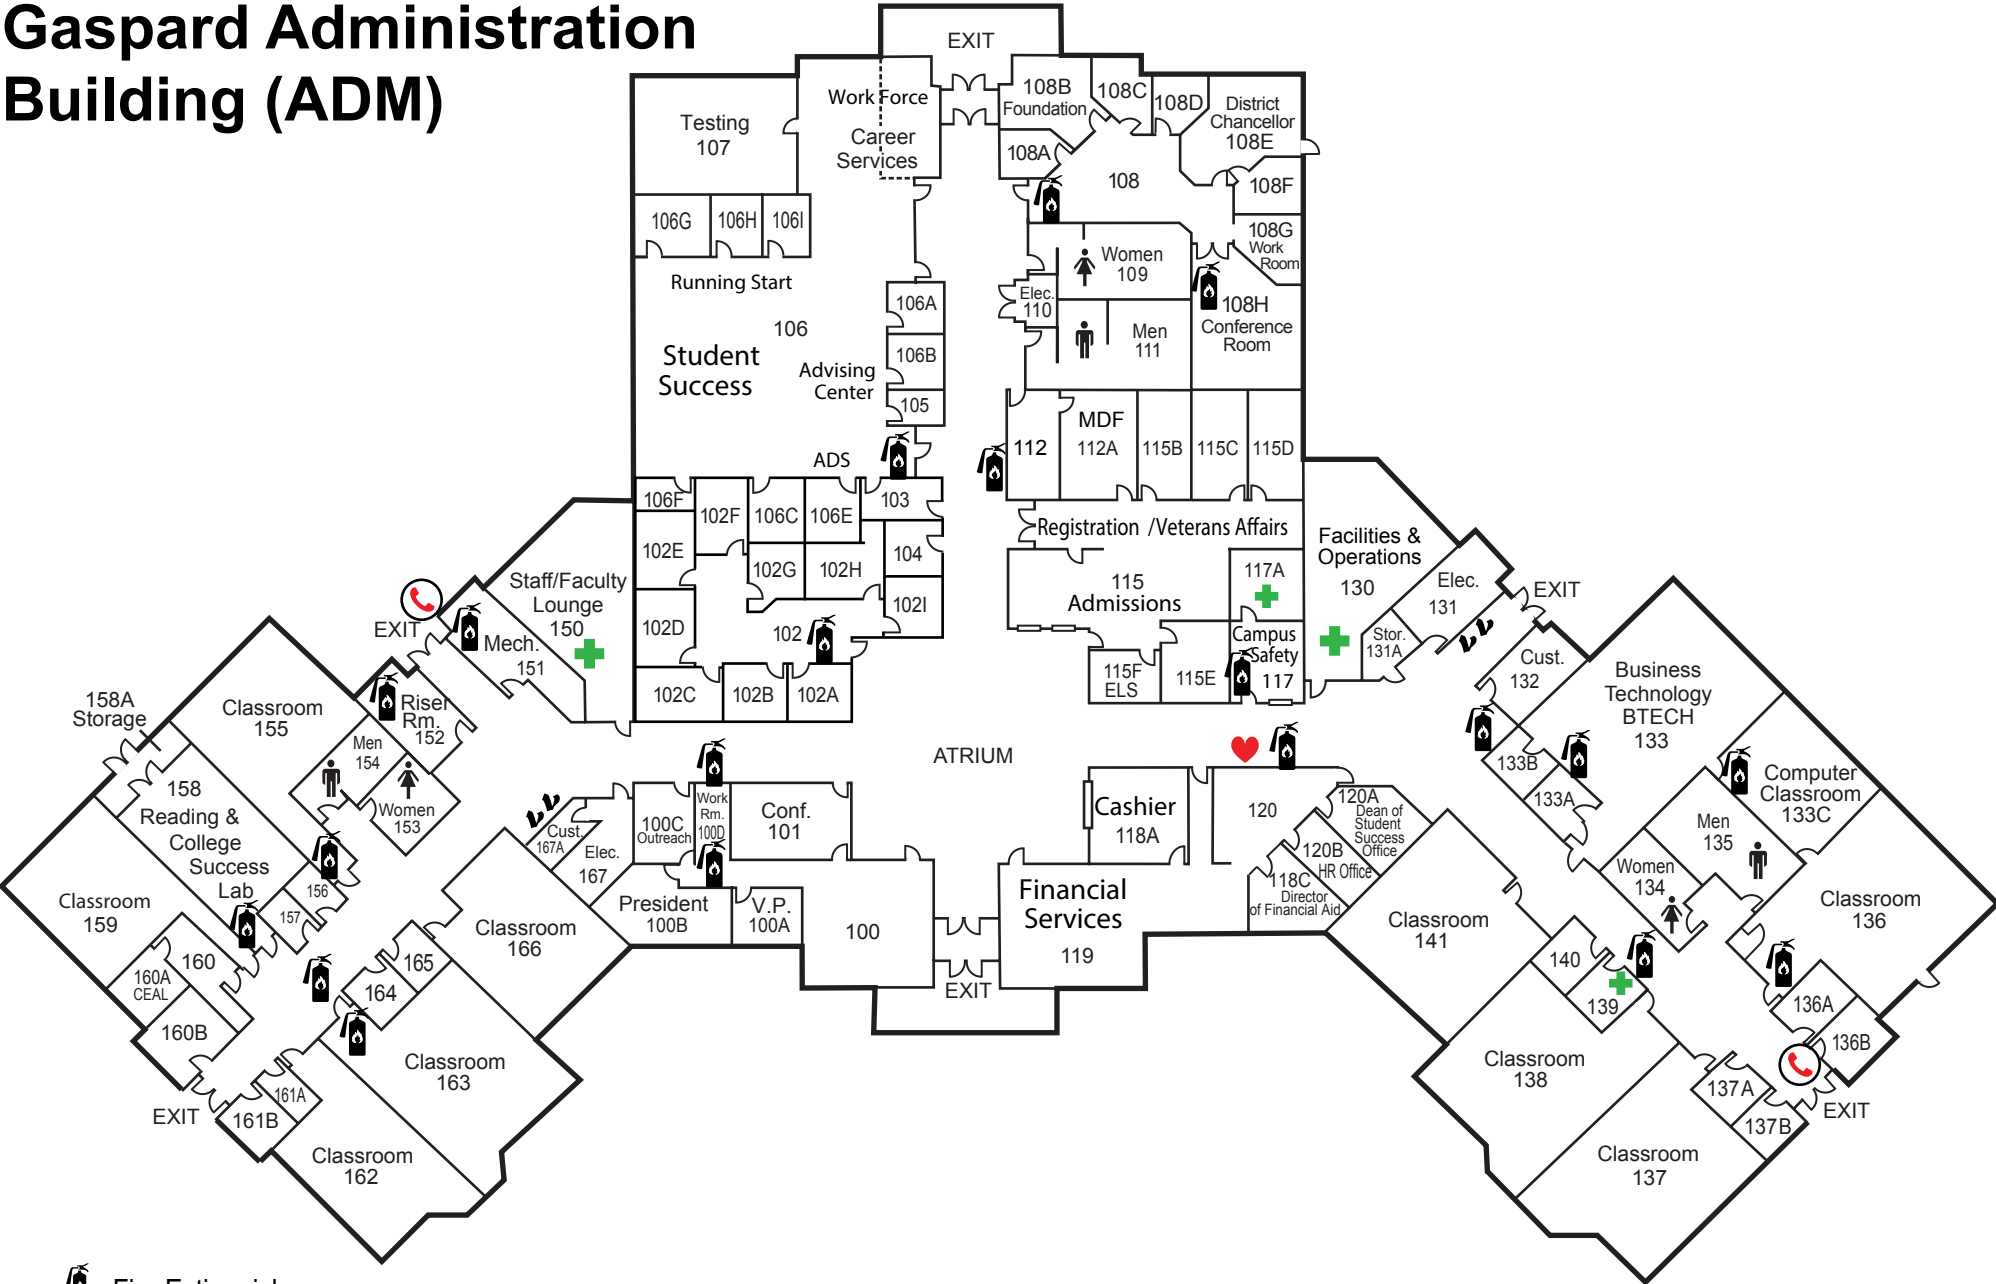 Gaspard Administration
Building (ADM)
EXIT
Work Force
Career
Services
Testing
107
108B
Foundation
108C
108D
District
Chancellor
108E
108A
108
108F
106G
106H
106I
108G
Work
Room
Women
109
Running Start
106
Student
Success
106A
106B
Advising
Center
105
Elec.
110
Men
111
108H
Conference
Room
ADS
112
MDF
112A
115B
115C
115D
106F
102F
106C
106E
103
102E
102G
102H
104
102I
102D
102
102C
102B
102A
Registration /Veterans Affairs
115
Admissions
117A
Campus
Safety
117
115F
ELS
115E
Facilities &
Operations
130
Elec.
131
Stor.
131A
EXIT
Cust.
132
Business
Technology
BTECH
133
133B
133A
Computer
Classroom
133C
Men
135
Women
134
Classroom
136
136A
136B
EXIT
137A
137B
Classroom
137
Classroom
138
139
140
Classroom
141
Staff/Faculty
Lounge
150
EXIT
Mech.
151
Riser
Rm.
152
Classroom
155
158A
Storage
Men
154
Women
153
158
Reading &
College
Success
Lab
156
157
Classroom
159
160
160A
CEAL
160B
EXIT
161A
161B
Classroom
162
Classroom
163
164
165
Classroom
166
Cust.
167A
Elec.
167
100C
Outreach
Work
Rm.
100D
Conf.
101
President
100B
V.P.
100A
100
ATRIUM
EXIT
Cashier
118A
Financial
Services
119
120
120A
Dean of
Student
Success
Office
120B
HR Office
118C
Director
of Financial Aid